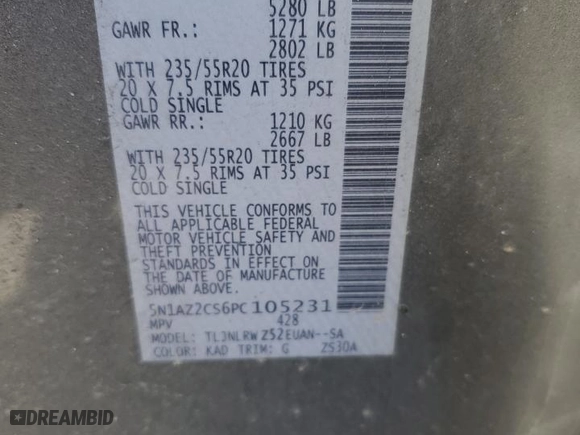 5280 LB
GAWR FR.: 1271 KG
2802 LB
WITH 235/55R20 TIRES
20 X 7.5 RIMS AT 35 PSI
COLD SINGLE
GAWR RR.: 1210 KG
2667 LB
WITH 235/55R20 TIRES
20 X 7.5 RIMS AT 35 PSI
COLD SINGLE
THIS VEHICLE CONFORMS TO
ALL APPLICABLE FEDERAL
MOTOR VEHICLE SAFETY AND
THEFT PREVENTION
STANDARDS IN EFFECT ON
THE DATE OF MANUFACTURE
5N1AZ2CS6PC105231
MPV 428
MODEL: TLJNLRW Z52EUAN--SA
COLOR: KAD TRIM: G Z530A
DREAMBID